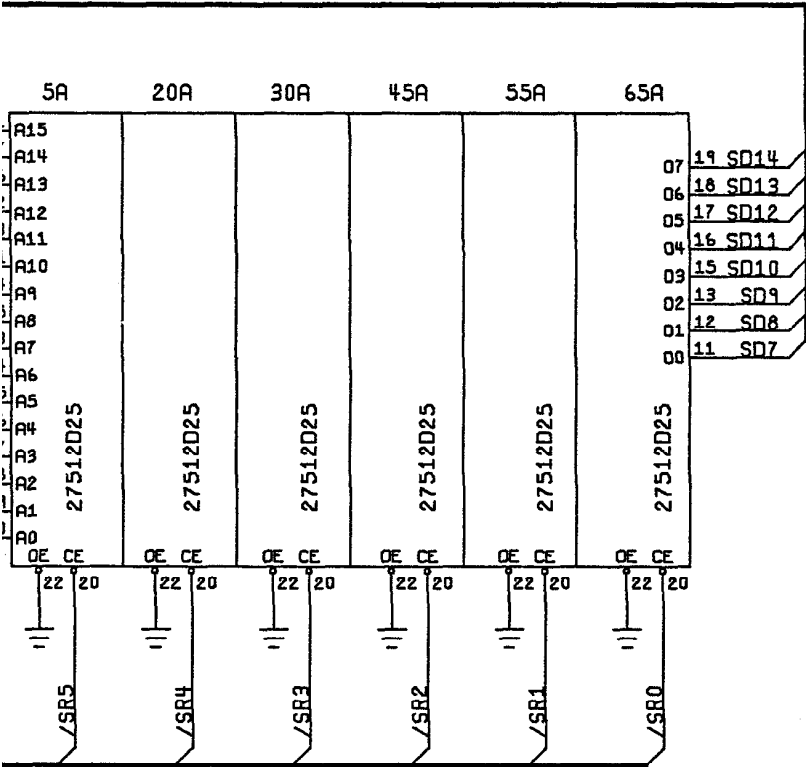 5A 20A 30A 45A 55A 65A
A15
A14
A13
A12
A11
A10
A9
A8
A7
A6
A5
A4
A3
A2
A1
A0
O7 19 SD14
O6 18 SD13
O5 17 SD12
O4 16 SD11
O3 15 SD10
O2 13 SD9
O1 12 SD8
O0 11 SD7
27512D25 27512D25 27512D25 27512D25 27512D25 27512D25
OE CE OE CE OE CE OE CE OE CE OE CE
22 20 22 20 22 20 22 20 22 20 22 20
/SR5 /SR4 /SR3 /SR2 /SR1 /SR0